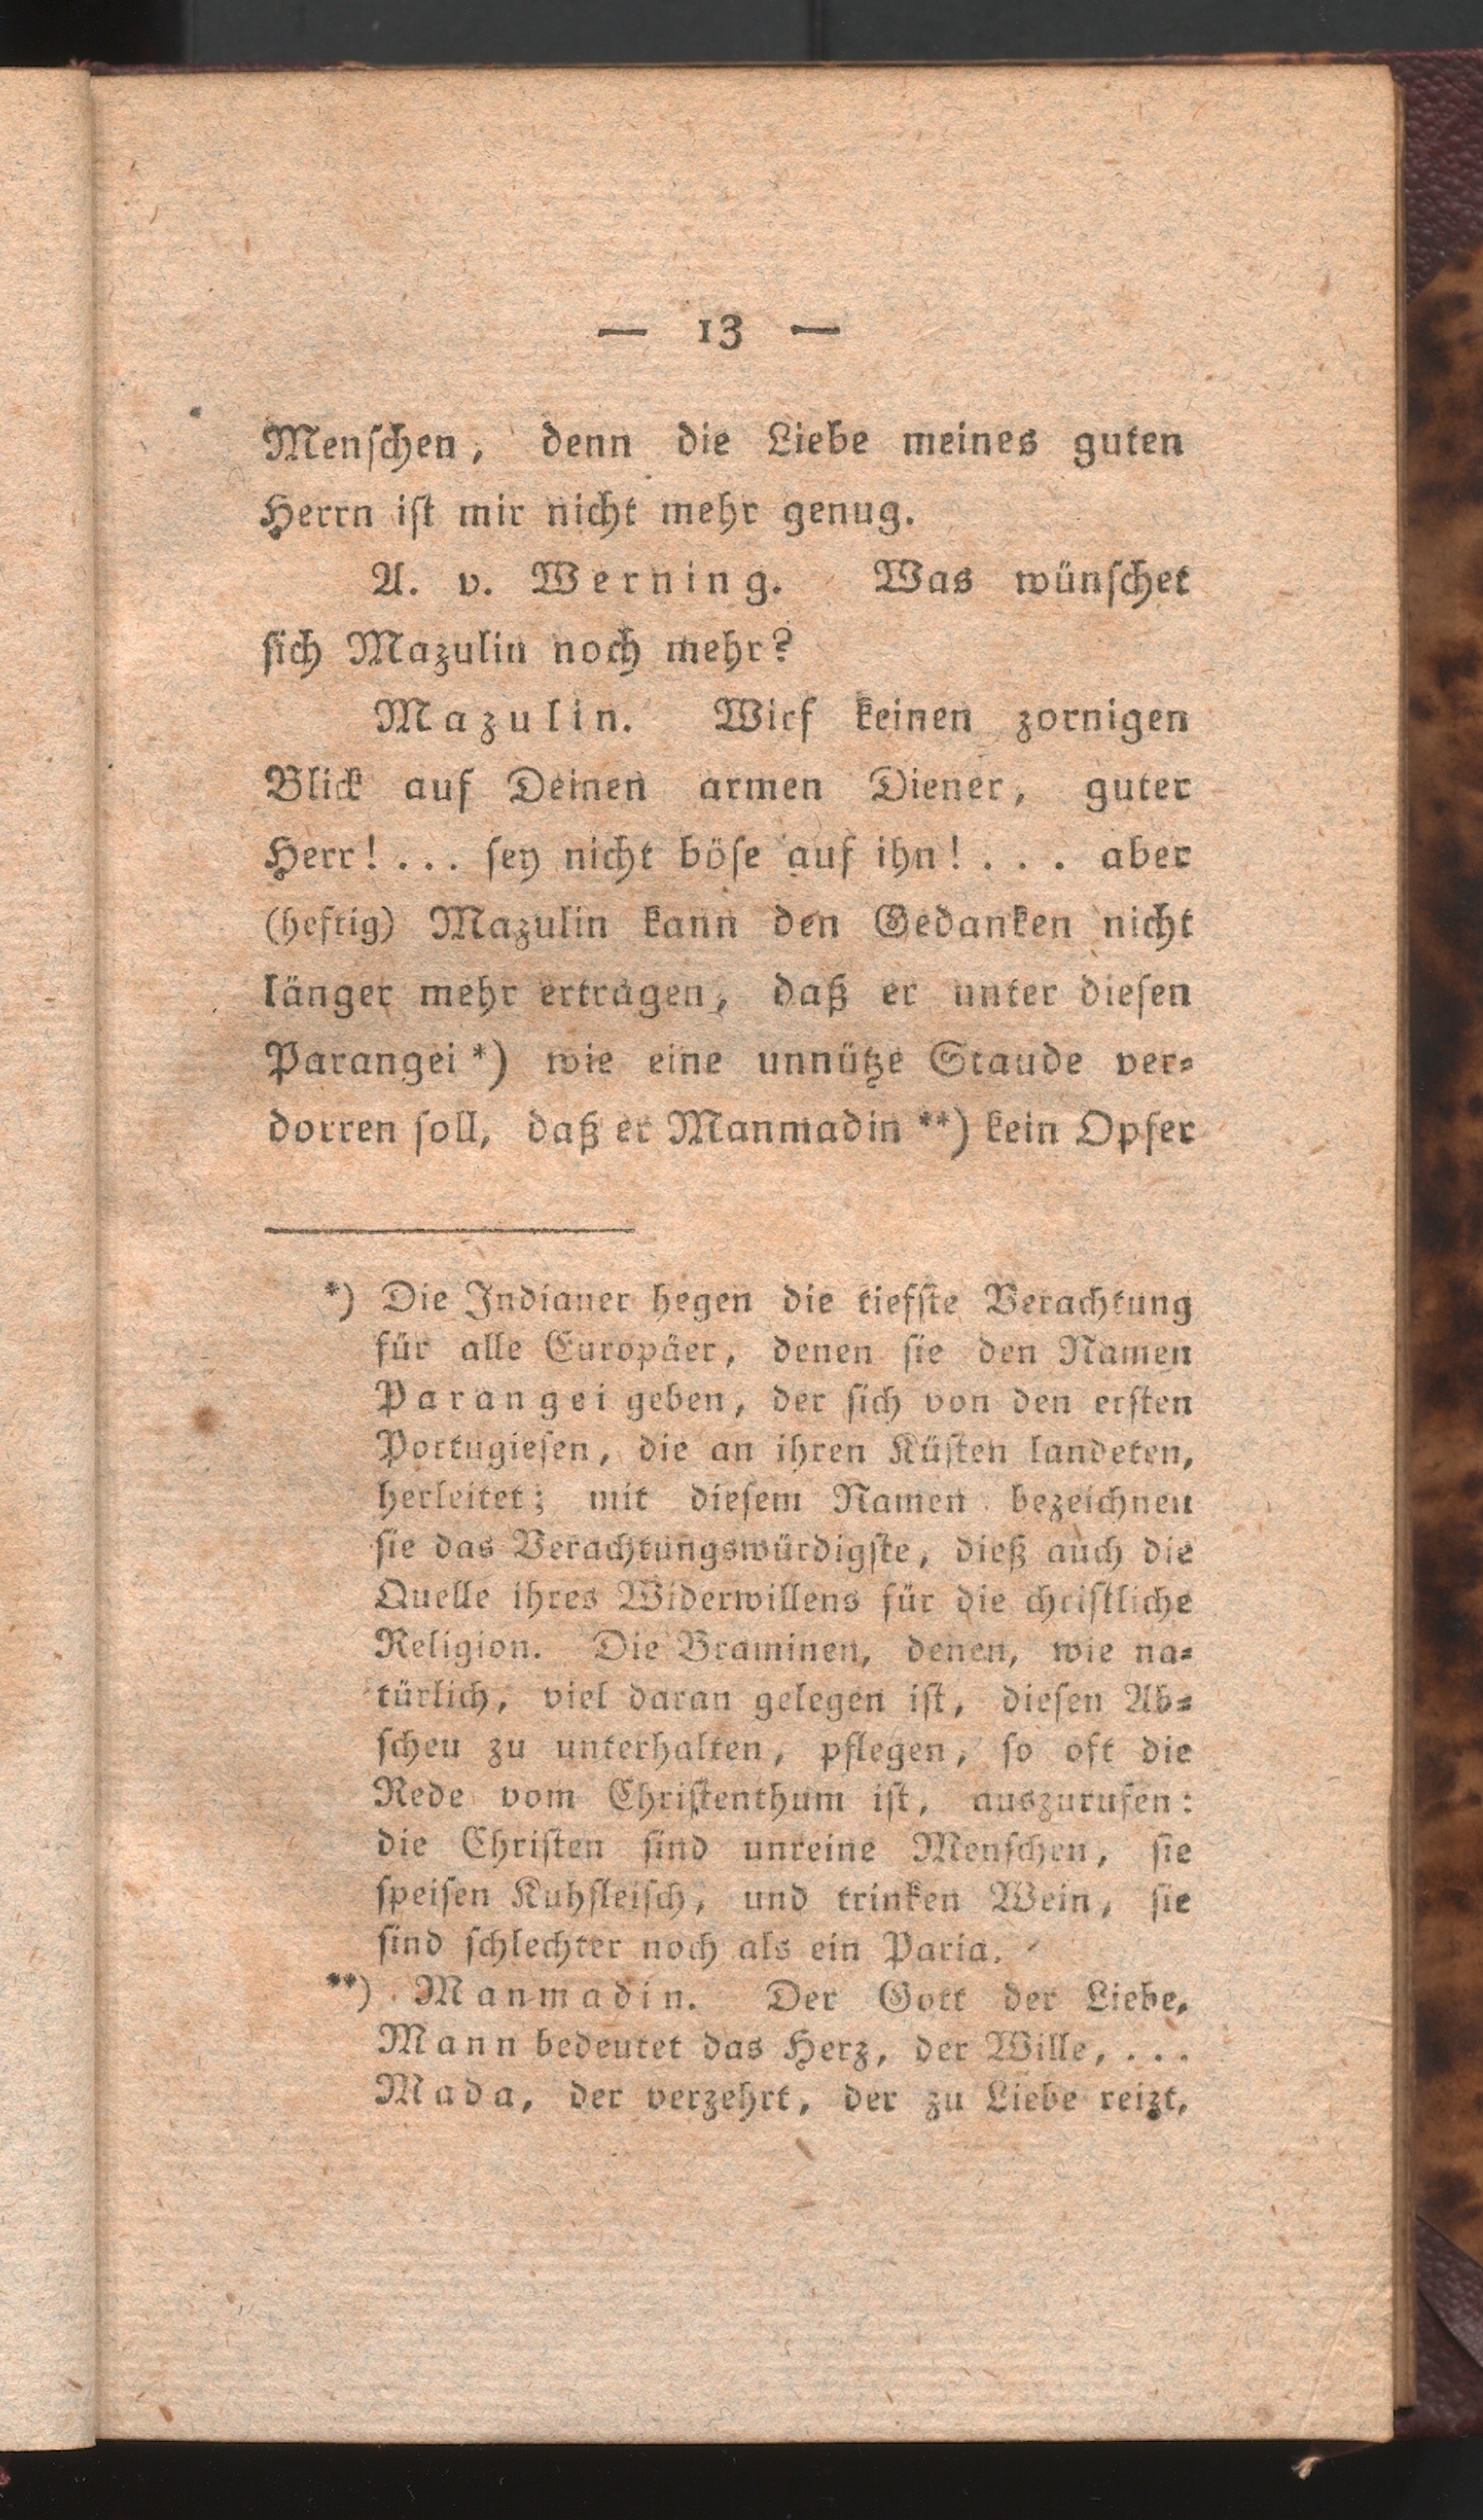 — 13 —
Menschen, denn die Liebe meines guten
Herrn ist mir nicht mehr genug.
A. v. Werning. Was wünschet
sich Mazulin noch mehr?
Mazulin. Wirf keinen zornigen
Blick auf Deinen armen Diener, guter
Herr! ... sey nicht böse auf ihn! ... aber
(heftig) Mazulin kann den Gedanken nicht
länger mehr ertragen, daß er unter diesen
Parangei *) wie eine unnütze Staude ver-
dorren soll, daß er Manmadin **) kein Opfer
*) Die Indianer hegen die tiefste Verachtung
für alle Europäer, denen sie den Namen
Parangei geben, der sich von den ersten
Portugiesen, die an ihren Küsten landeten,
herleitet; mit diesem Namen bezeichnen
sie das Verachtungswürdigste, dieß auch die
Quelle ihres Widerwillens für die christliche
Religion. Die Braminen, denen, wie na-
türlich, viel daran gelegen ist, diesen Ab-
scheu zu unterhalten, pflegen, so oft die
Rede vom Christenthum ist, auszurufen:
die Christen sind unreine Menschen, sie
speisen Kuhfleisch, und trinken Wein, sie
sind schlechter noch als ein Paria.
**) Manmadin. Der Gott der Liebe.
Mann bedeutet das Herz, der Wille, ...
Mada, der verzehrt, der zu Liebe reizt.